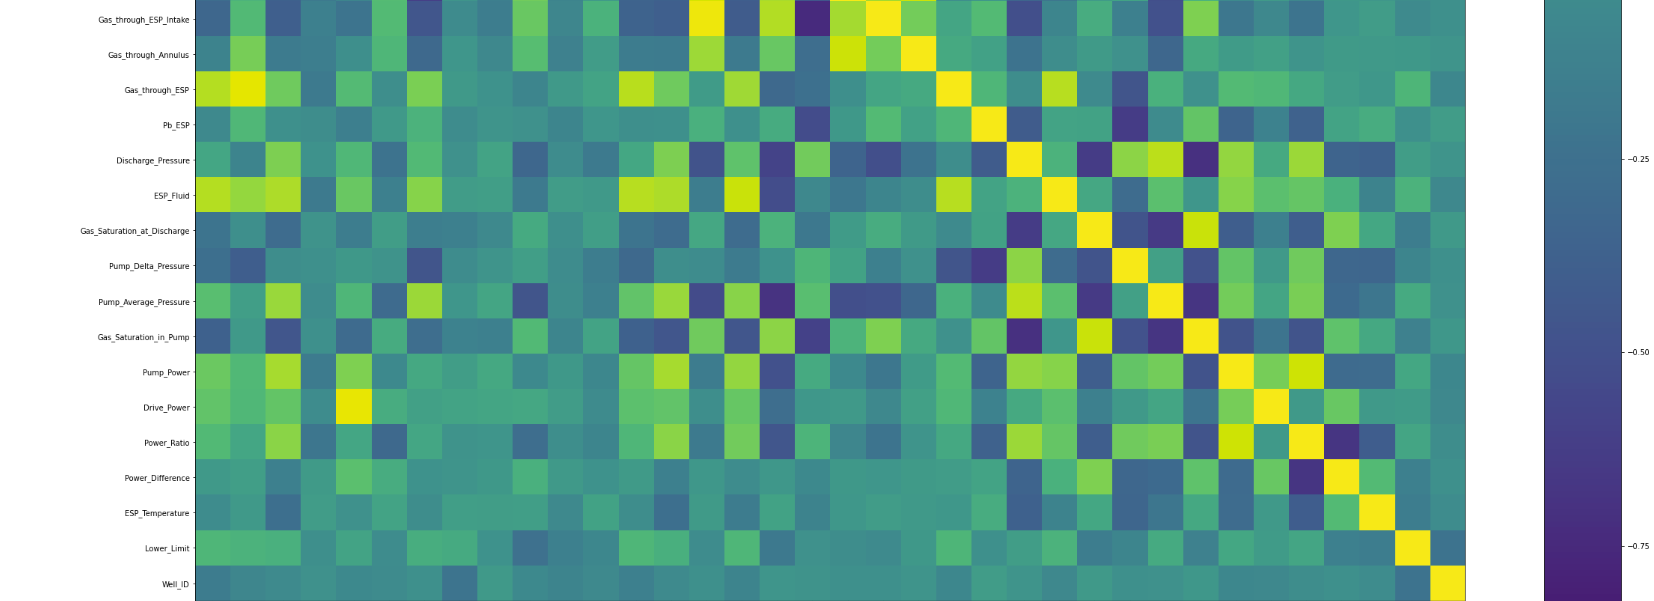 Gas_through_ESP_Intake
Gas_through_Annulus
Gas_through_ESP
Pb_ESP
Discharge_Pressure
ESP_Fluid
Gas_Saturation_at_Discharge
Pump_Delta_Pressure
Pump_Average_Pressure
Gas_Saturation_in_Pump
Pump_Power
Drive_Power
Power_Ratio
Power_Difference
ESP_Temperature
Lower_Limit
Well_ID
−0.25
−0.50
−0.75